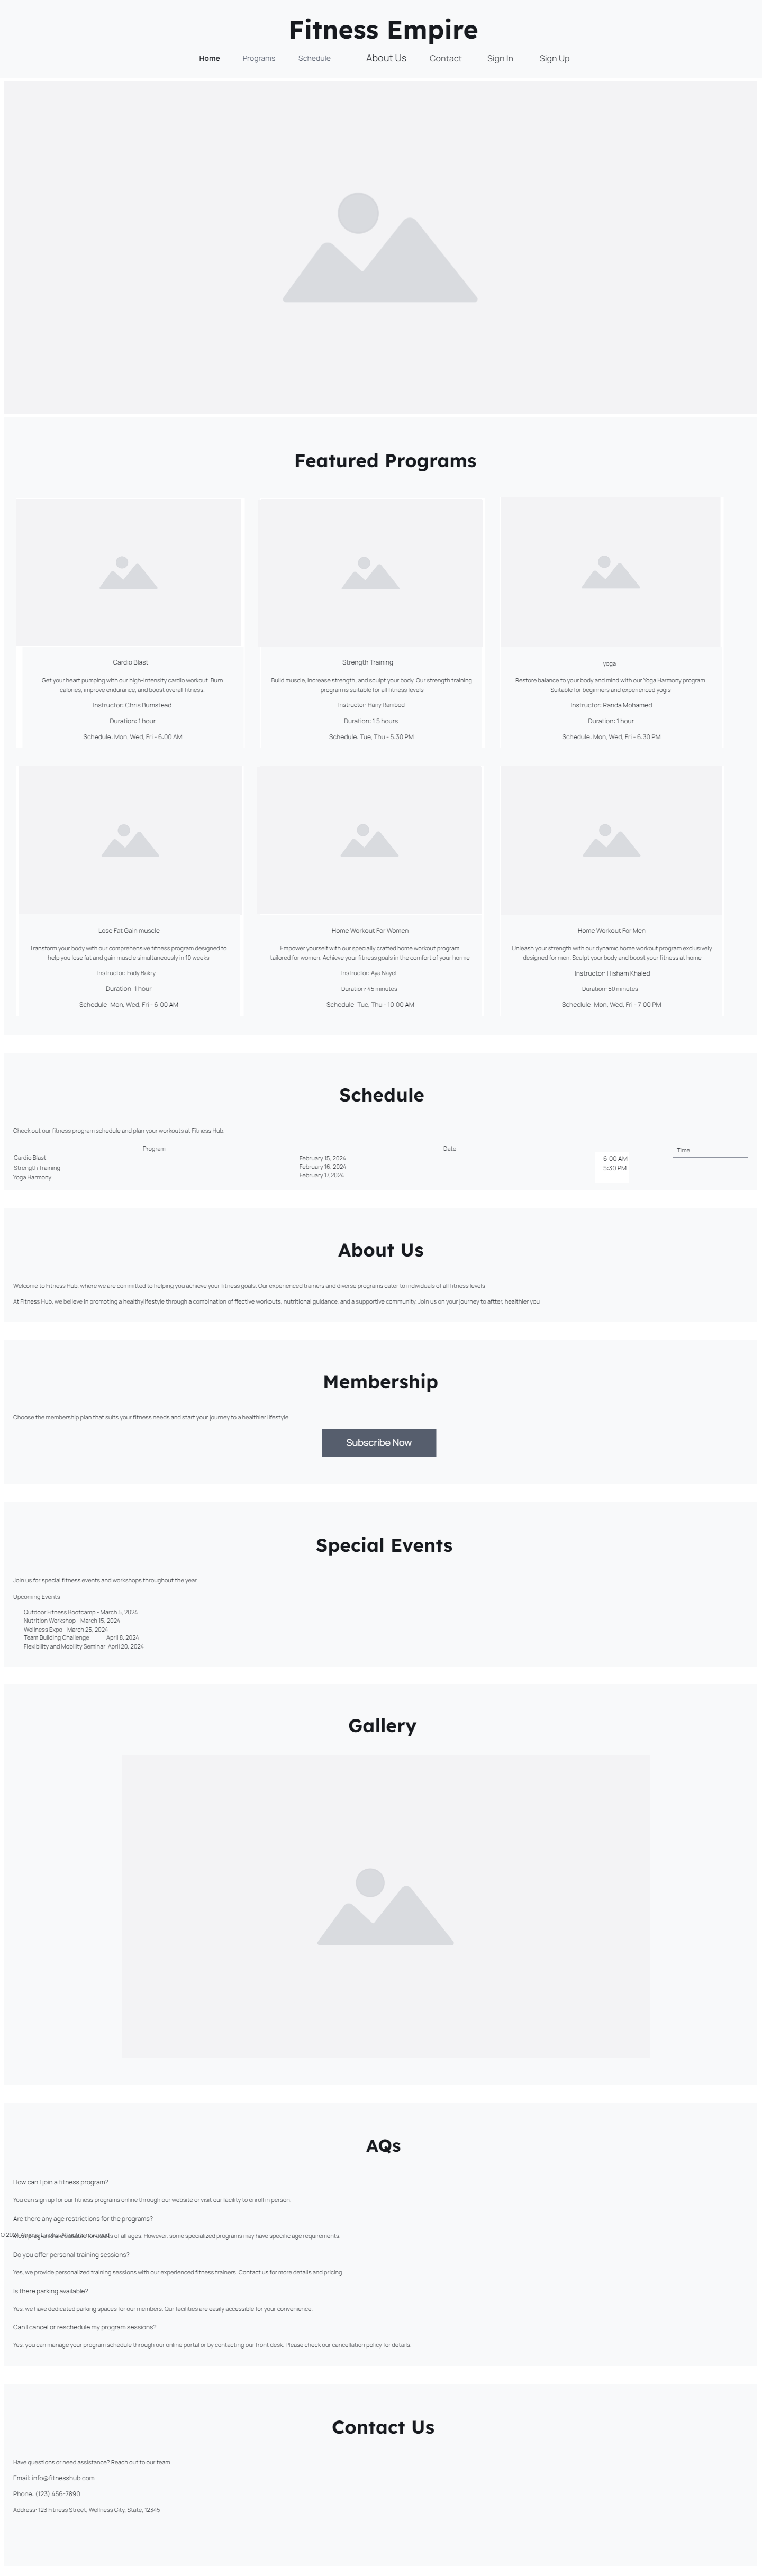 Fitness Empire
Home Programs Schedule About Us Contact Sign In Sign Up
Featured Programs
Cardio Blast
Get your heart pumping with our high-intensity cardio workout. Burn
calories, improve endurance, and boost overall fitness.
Instructor: Chris Bumstead
Duration: 1 hour
Schedule: Mon, Wed, Fri - 6:00 AM
Strength Training
Build muscle, increase strength, and sculpt your body. Our strength training
program is suitable for all fitness levels
Instructor: Hany Rambod
Duration: 1.5 hours
Schedule: Tue, Thu - 5:30 PM
yoga
Restore balance to your body and mind with our Yoga Harmony program
Suitable for beginners and experienced yogis
Instructor: Randa Mohamed
Duration: 1 hour
Schedule: Mon, Wed, Fri - 6:30 PM
Lose Fat Gain muscle
Transform your body with our comprehensive fitness program designed to
help you lose fat and gain muscle simultaneously in 10 weeks
Instructor: Fady Bakry
Duration: 1 hour
Schedule: Mon, Wed, Fri - 6:00 AM
Home Workout For Women
Empower yourself with our specially crafted home workout program
tailored for women. Achieve your fitness goals in the comfort of your horme
Instructor: Aya Nayel
Duration: 45 minutes
Schedule: Tue, Thu - 10:00 AM
Home Workout For Men
Unleash your strength with our dynamic home workout program exclusively
designed for men. Sculpt your body and boost your fitness at home
Instructor: Hisham Khaled
Duration: 50 minutes
Scheclule: Mon, Wed, Fri - 7:00 PM
Schedule
Check out our fitness program schedule and plan your workouts at Fitness Hub
Program Date Time
Cardio Blast February 15, 2024 6:00 AM
Strength Training February 16, 2024 5:30 PM
Yoga Harmony February 17,2024
About Us
Welcome to Fitness Hub, where we are committed to helping you achieve your fitness goals. Our experienced trainers and diverse programs cater to individuals of all fitness levels
At Fitness Hub, we believe in promoting a healthylifestyle through a combination of ffective workouts, nutritional guidance, and a supportive community. Join us on your journey to aftter, healthier you
Membership
Choose the membership plan that suits your fitness needs and start your journey to a healthier lifestyle
Subscribe Now
Special Events
Join us for special fitness events and workshops throughout the year.
Upcoming Events
Qutdoor Fitness Bootcamp - March 5, 2024
Nutrition Workshop - March 15, 2024
Wellness Expo - March 25, 2024
Team Building Challenge April 8, 2024
Flexibility and Mobility Seminar April 20, 2024
Gallery
AQs
How can I join a fitness program?
You can sign up for our fitness programs online through our website or visit our facility to enroll in person.
Are there any age restrictions for the programs?
of all ages. However, some specialized programs may have specific age requirements.
Do you offer personal training sessions?
Yes, we provide personalized training sessions with our experienced fitness trainers. Contact us for more details and pricing.
Is there parking available?
Yes, we have dedicated parking spaces for our members. Qur facilities are easily accessible for your convenience.
Can I cancel or reschedule my program sessions?
Yes, you can manage your program schedule through our online portal or by contacting our front desk. Please check our cancellation policy for details.
Contact Us
Have questions or need assistance? Reach out to our team
Email: info@fitnesshub.com
Phone: (123) 456-7890
Address: 123 Fitness Street, Wellness City, State, 12345